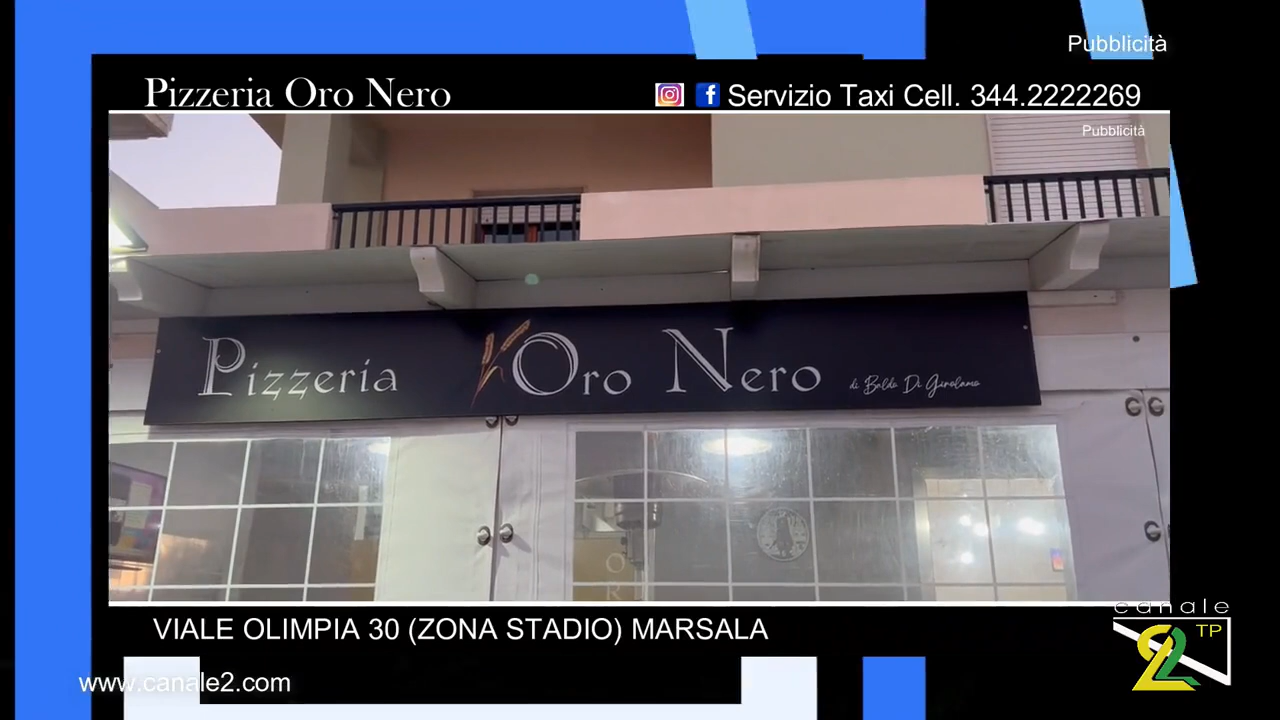 Pubblicità
Pizzeria Oro Nero
Servizio Taxi Cell. 344.2222269
Pubblicità
Pizzeria Oro Nero di Baldo Di Girolamo
OR
VIALE OLIMPIA 30 (ZONA STADIO) MARSALA
canale
TP
2
www.canale2.com